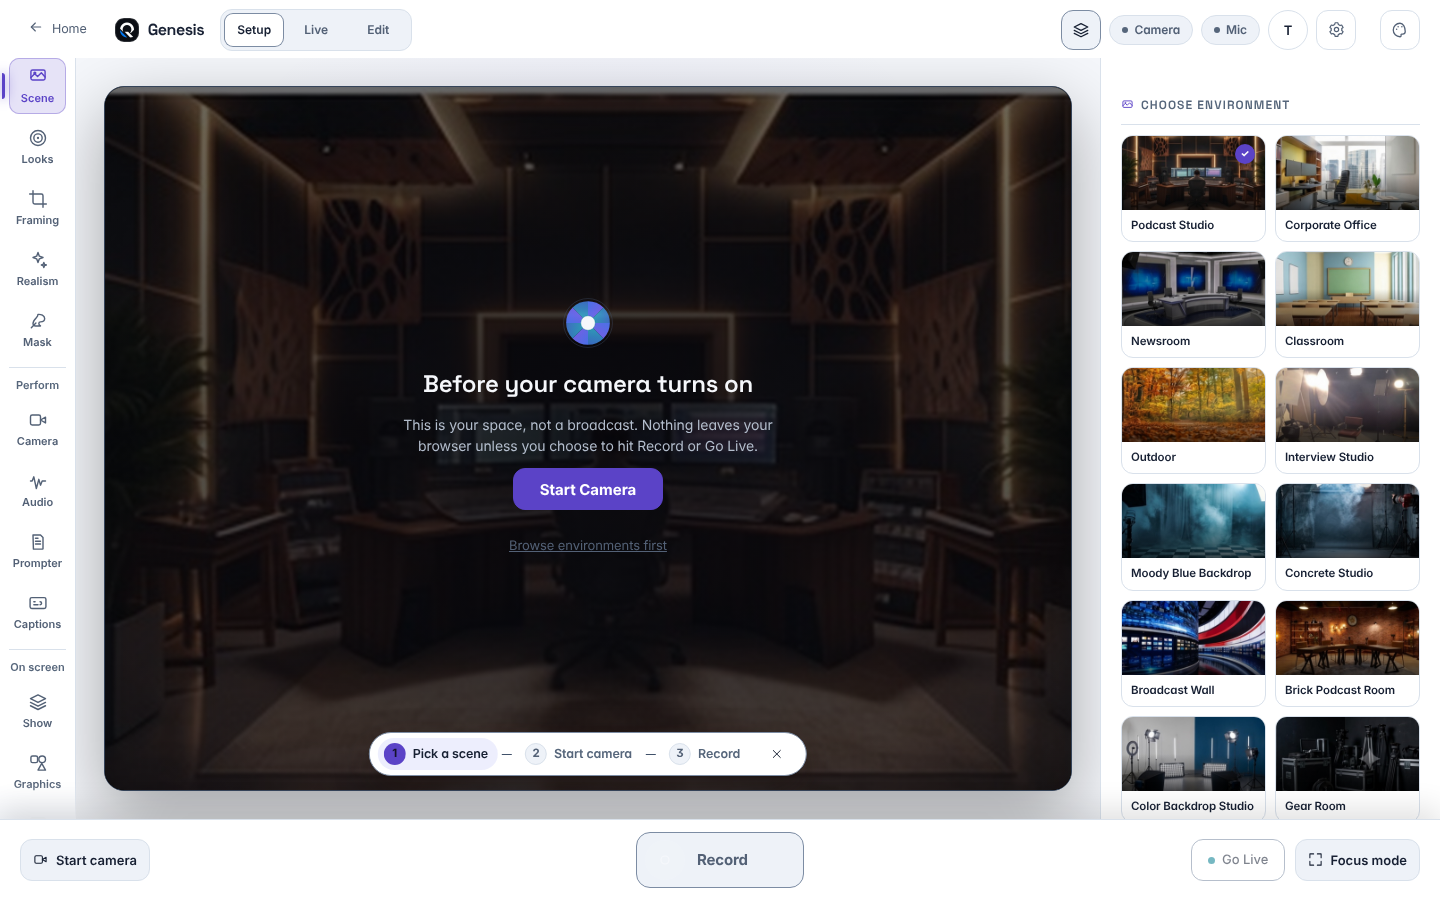 Home
Genesis
Setup
Live
Edit
Camera
Mic
T
Scene
Looks
Framing
Realism
Mask
Perform
Camera
Audio
Prompter
Captions
On screen
Show
Graphics
Before your camera turns on
This is your space, not a broadcast. Nothing leaves your
browser unless you choose to hit Record or Go Live.
Start Camera
Browse environments first
1 Pick a scene — 2 Start camera — 3 Record
CHOOSE ENVIRONMENT
Podcast Studio
Corporate Office
Newsroom
Classroom
Outdoor
Interview Studio
Moody Blue Backdrop
Concrete Studio
Broadcast Wall
Brick Podcast Room
Color Backdrop Studio
Gear Room
Start camera
Record
Go Live
Focus mode